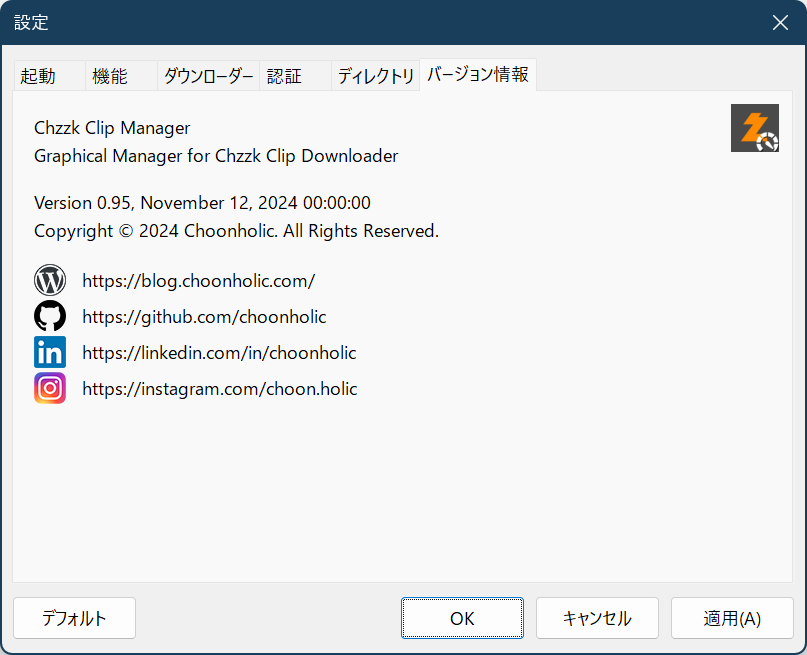 設定
起動 機能 ダウンローダー 認証 ディレクトリ バージョン情報
Chzzk Clip Manager
Graphical Manager for Chzzk Clip Downloader
Version 0.95, November 12, 2024 00:00:00
Copyright © 2024 Choonholic. All Rights Reserved.
https://blog.choonholic.com/
https://github.com/choonholic
https://linkedin.com/in/choonholic
https://instagram.com/choon.holic
デフォルト OK キャンセル 適用(A)